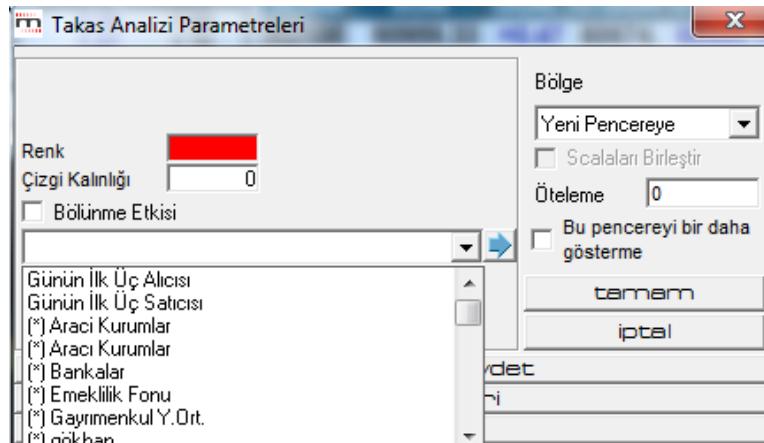 Takas Analizi Parametreleri
Bölge
Yeni Pencereye
Renk
Scalaları Birleştir
Çizgi Kalınlığı 0
Öteleme 0
Bölünme Etkisi
Bu pencereyi bir daha
gösterme
Günün İlk Üç Alıcısı
Günün İlk Üç Satıcısı
(*) Araci Kurumlar
(*) Aracı Kurumlar
(*) Bankalar
(*) Emeklilik Fonu
(*) Gayrımenkul Y.Ort.
(*) gökhan
tamam
iptal